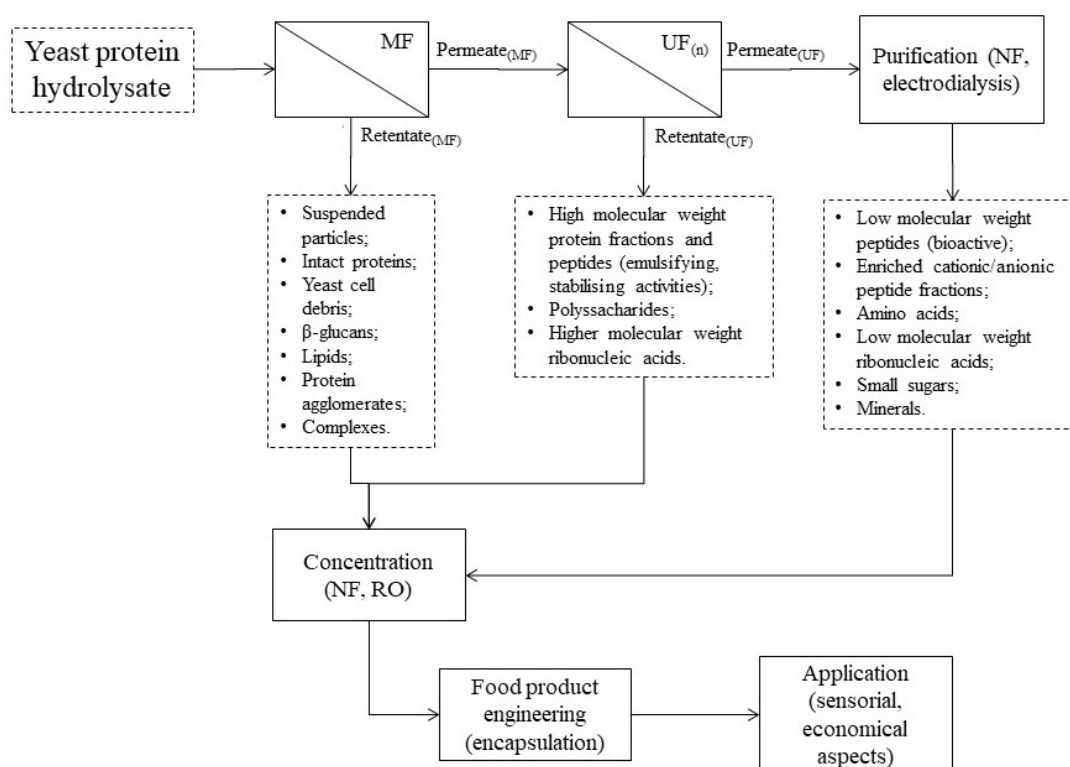 Yeast protein
hydrolysate
MF
Permeate(MF)
UF(n)
Permeate(UF)
Purification (NF,
electrodialysis)
Retentate(MF)
Retentate(UF)
• Suspended
particles;
• Intact proteins;
• Yeast cell
debris;
• β-glucans;
• Lipids;
• Protein
agglomerates;
• Complexes.
• High molecular weight
protein fractions and
peptides (emulsifying,
stabilising activities);
• Polyssacharides;
• Higher molecular weight
ribonucleic acids.
• Low molecular weight
peptides (bioactive);
• Enriched cationic/anionic
peptide fractions;
• Amino acids;
• Low molecular weight
ribonucleic acids;
• Small sugars;
• Minerals.
Concentration
(NF, RO)
Food product
engineering
(encapsulation)
Application
(sensorial,
economical
aspects)